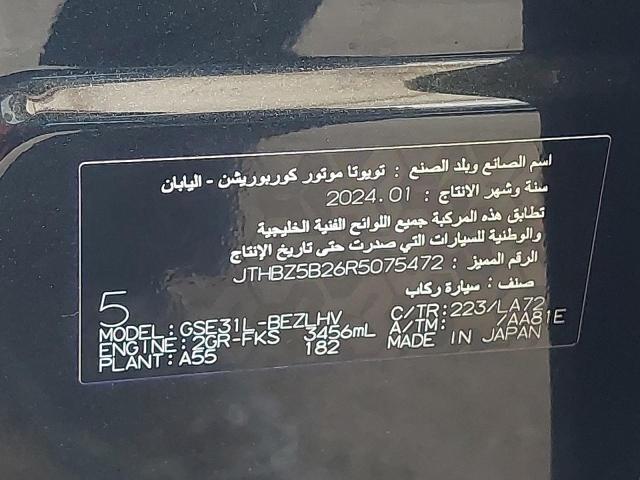 اسم الصانع وبلد الصنع : تويوتا موتور كوربوريشن - اليابان
سنة وشهر الانتاج : 2024.01
تطابق هذه المركبة جميع اللوائح الفنية الخليجية
والوطنية للسيارات التي صدرت حتى تاريخ الإنتاج
الرقم المميز : JTHBZ5B26R5075472
صنف : سيارة ركاب
5
MODEL:GSE31L-BEZLHV C/TR:223/LA72
ENGINE:2GR-FKS 3456mL A/TM: /AA81E
PLANT:A55 182 MADE IN JAPAN